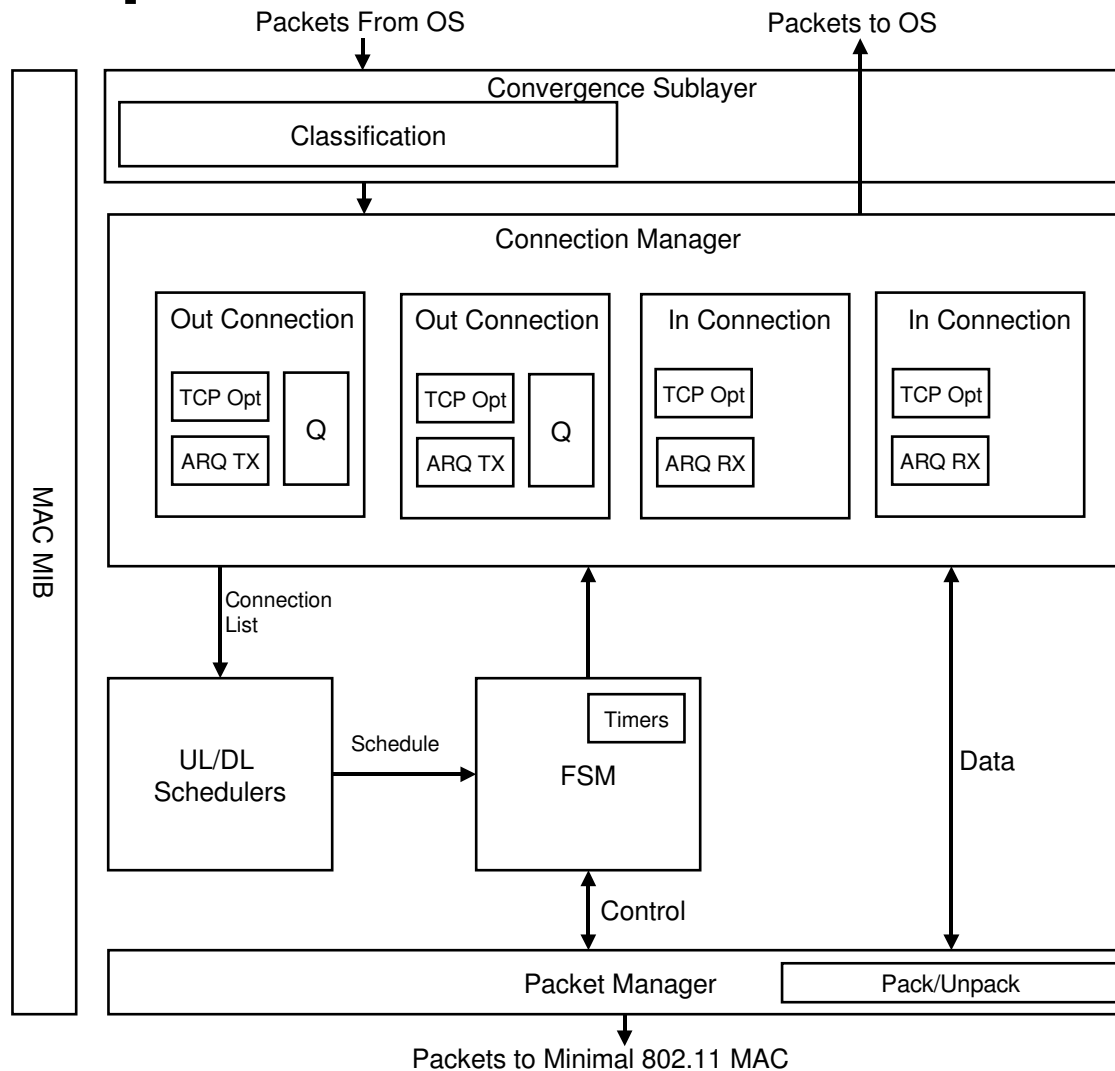 Packets From OS
Packets to OS
Convergence Sublayer
Classification
Connection Manager
Out Connection
TCP Opt
ARQ TX
Q
Out Connection
TCP Opt
ARQ TX
Q
In Connection
TCP Opt
ARQ RX
In Connection
TCP Opt
ARQ RX
MAC MIB
Connection
List
UL/DL
Schedulers
Schedule
Timers
FSM
Data
Control
Packet Manager
Pack/Unpack
Packets to Minimal 802.11 MAC